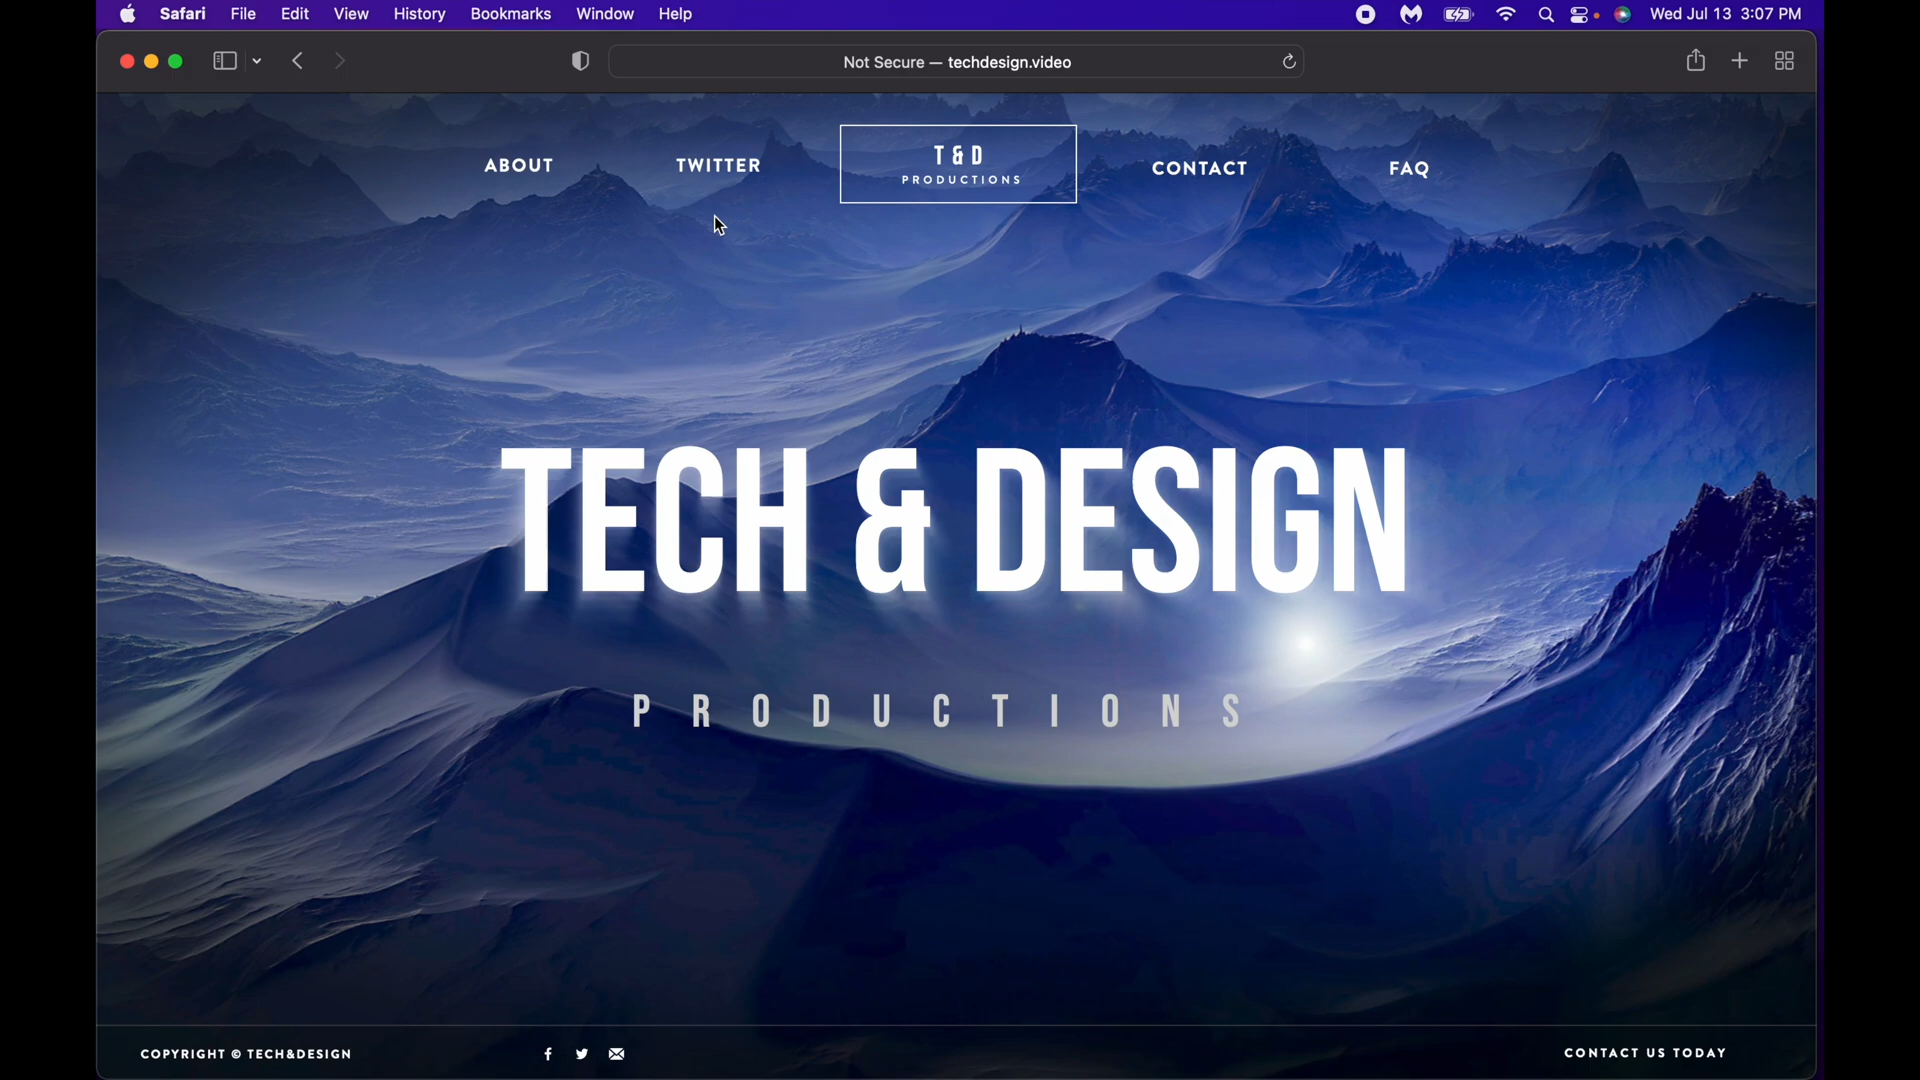 Safari File Edit View History Bookmarks Window Help Wed Jul 13 3:07 PM
Not Secure — techdesign.video
ABOUT TWITTER T&D CONTACT FAQ
PRODUCTIONS
TECH & DESIGN
PRODUCTIONS
COPYRIGHT © TECH&DESIGN CONTACT US TODAY